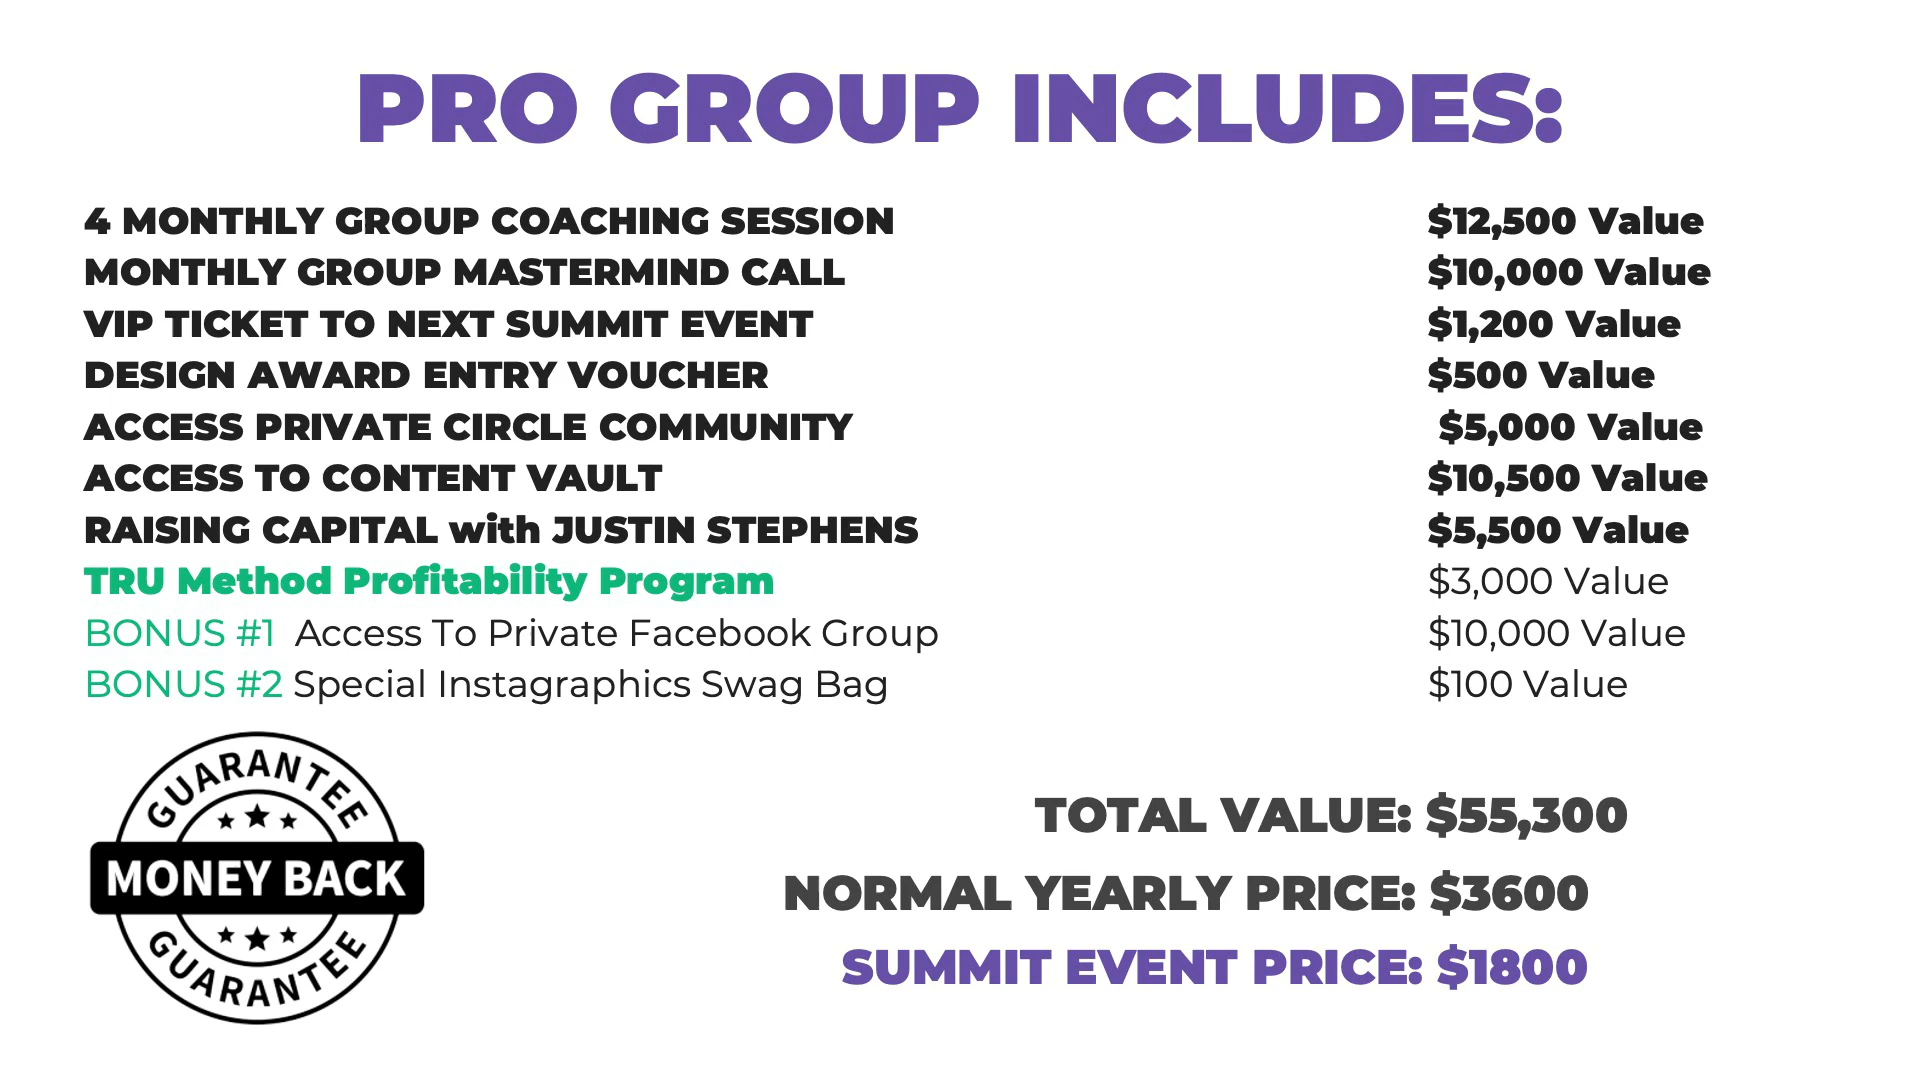 PRO GROUP INCLUDES:
4 MONTHLY GROUP COACHING SESSION $12,500 Value
MONTHLY GROUP MASTERMIND CALL $10,000 Value
VIP TICKET TO NEXT SUMMIT EVENT $1,200 Value
DESIGN AWARD ENTRY VOUCHER $500 Value
ACCESS PRIVATE CIRCLE COMMUNITY $5,000 Value
ACCESS TO CONTENT VAULT $10,500 Value
RAISING CAPITAL with JUSTIN STEPHENS $5,500 Value
TRU Method Profitability Program $3,000 Value
BONUS #1 Access To Private Facebook Group $10,000 Value
BONUS #2 Special Instagraphics Swag Bag $100 Value
GUARANTEE
MONEY BACK
GUARANTEE
TOTAL VALUE: $55,300
NORMAL YEARLY PRICE: $3600
SUMMIT EVENT PRICE: $1800